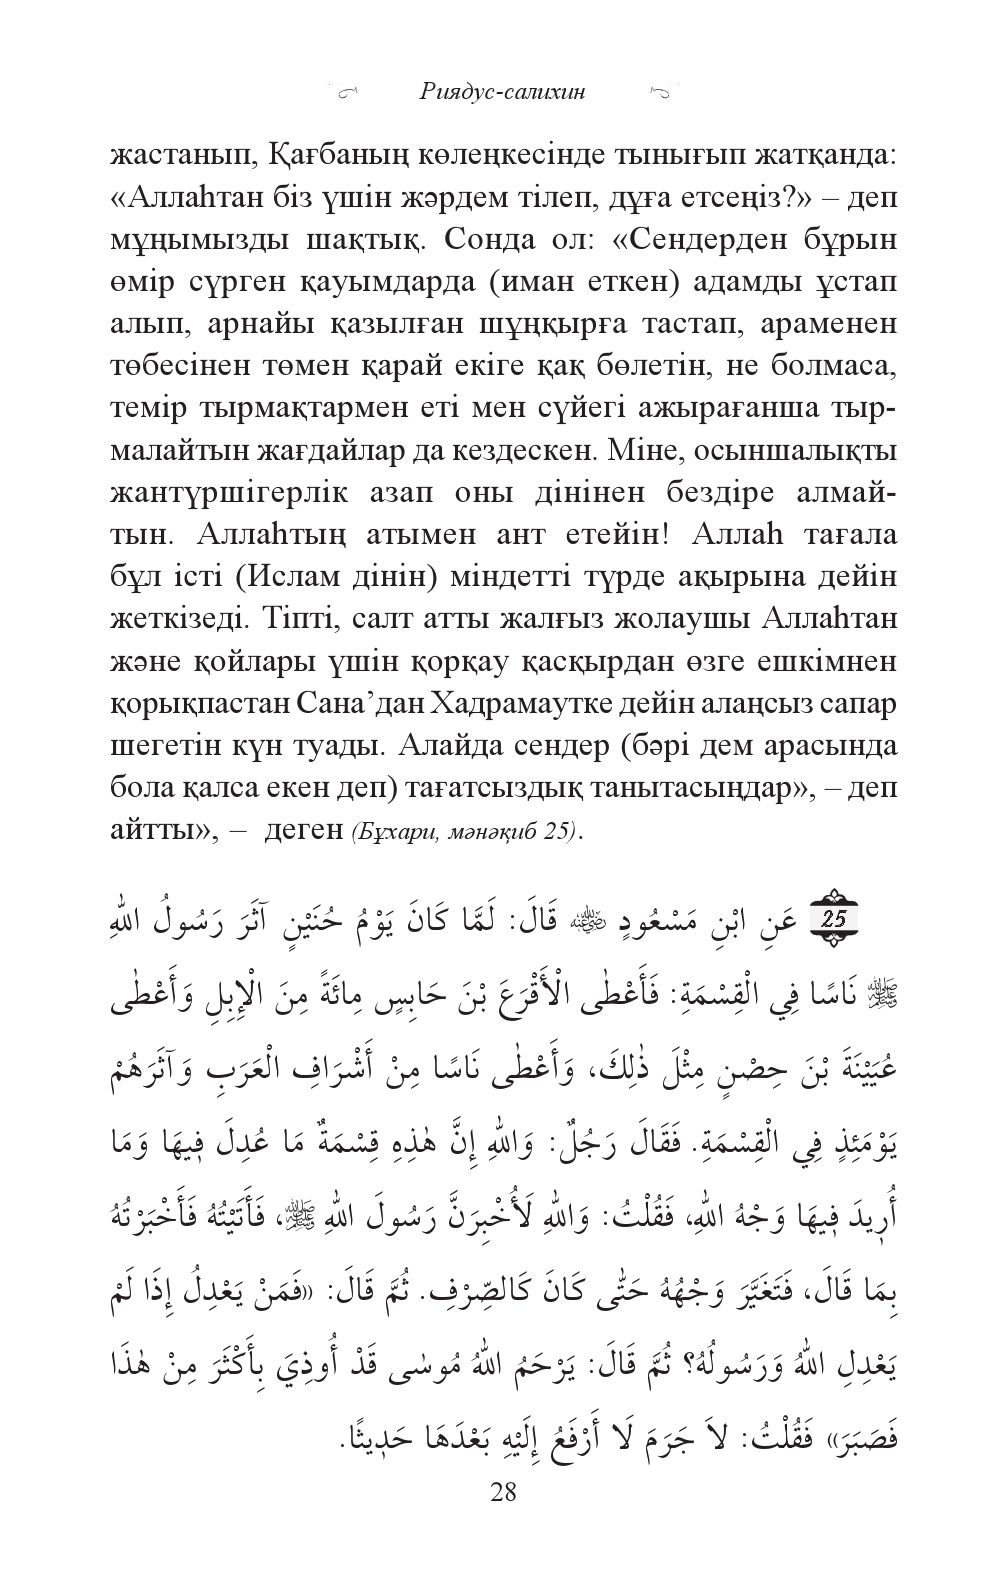 Риядус-салихин
жастанып, Қағбаның көлеңкесінде тынығып жатқанда:
«Аллаһтан біз үшін жәрдем тілеп, дұға етсеңіз?» – деп
мұңымызды шақтық. Сонда ол: «Сендерден бұрын
өмір сүрген қауымдарда (иман еткен) адамды ұстап
алып, арнайы қазылған шұңқырға тастап, араменен
төбесінен төмен қарай екіге қақ бөлетін, не болмаса,
темір тырмақтармен еті мен сүйегі ажырағанша тыр-
малайтын жағдайлар да кездескен. Міне, осыншалықты
жантүршігерлік азап оны дінінен бездіре алмай-
тын. Аллаһтың атымен ант етейін! Аллаһ тағала
бұл істі (Ислам дінін) міндетті түрде ақырына дейін
жеткізеді. Тіпті, салт атты жалғыз жолаушы Аллаһтан
және қойлары үшін қорқау қасқырдан өзге ешкімнен
қорықпастан Сана’дан Хадрамаутке дейін алаңсыз сапар
шегетін күн туады. Алайда сендер (бәрі дем арасында
бола қалса екен деп) тағатсыздық танытасыңдар», – деп
айтты», – деген (Бұхари, мәнәқиб 25).
25 عَنِ ابْنِ مَسْعُودٍ ﷺ قَالَ: لَمَّا كَانَ يَوْمُ حُنَيْنٍ آثَرَ رَسُولُ اللهِ
ﷺ نَاسًا فِي الْقِسْمَةِ: فَأَعْطٰى الْأَقْرَعَ بْنَ حَابِسٍ مِائَةً مِنَ الْإِبِلِ وَأَعْطٰى
عُيَيْنَةَ بْنَ حِصْنٍ مِثْلَ ذٰلِكَ، وَأَعْطٰى نَاسًا مِنْ أَشْرَافِ الْعَرَبِ وَآثَرَهُمْ
يَوْمَئِذٍ فِي الْقِسْمَةِ. فَقَالَ رَجُلٌ: وَاللهِ إِنَّ هٰذِهِ قِسْمَةٌ مَا عُدِلَ فِيهَا وَمَا
أُرِيدَ فِيهَا وَجْهُ اللهِ، فَقُلْتُ: وَاللهِ لَأُخْبِرَنَّ رَسُولَ اللهِ ﷺ، فَأَتَيْتُهُ فَأَخْبَرْتُهُ
بِمَا قَالَ، فَتَغَيَّرَ وَجْهُهُ حَتّٰى كَانَ كَالصِّرْفِ. ثُمَّ قَالَ: «فَمَنْ يَعْدِلُ إِذَا لَمْ
يَعْدِلِ اللهُ وَرَسُولُهُ؟ ثُمَّ قَالَ: يَرْحَمُ اللهُ مُوسٰى قَدْ أُوذِيَ بِأَكْثَرَ مِنْ هٰذَا
فَصَبَرَ» فَقُلْتُ: لاَ جَرَمَ لَا أَرْفَعُ إِلَيْهِ بَعْدَهَا حَدِيثًا.
28